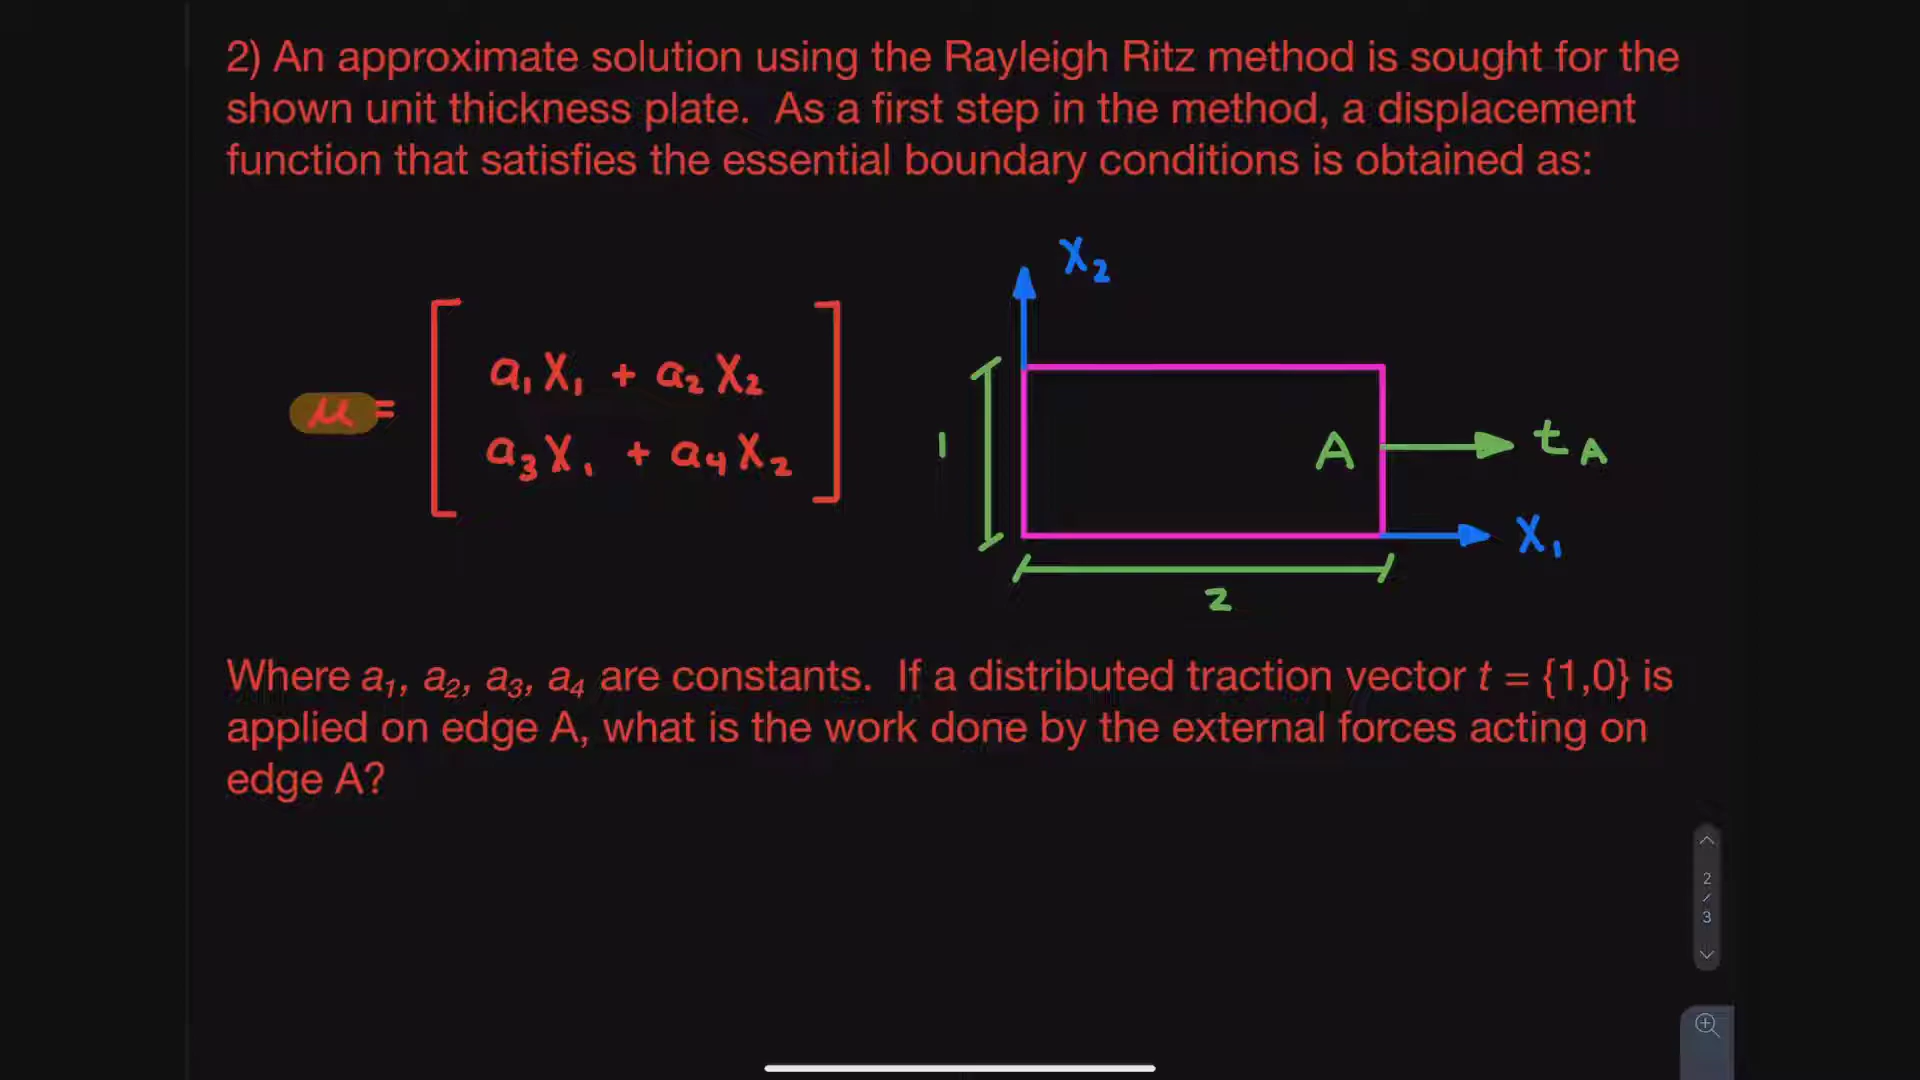 2) An approximate solution using the Rayleigh Ritz method is sought for the
shown unit thickness plate. As a first step in the method, a displacement
function that satisfies the essential boundary conditions is obtained as:
X₂
a₁X₁ + a₂X₂
u =
a₃X₁ + a₄X₂
1
A
t_A
X₁
2
Where a₁, a₂, a₃, a₄ are constants. If a distributed traction vector t = {1,0} is
applied on edge A, what is the work done by the external forces acting on
edge A?
2
/
3